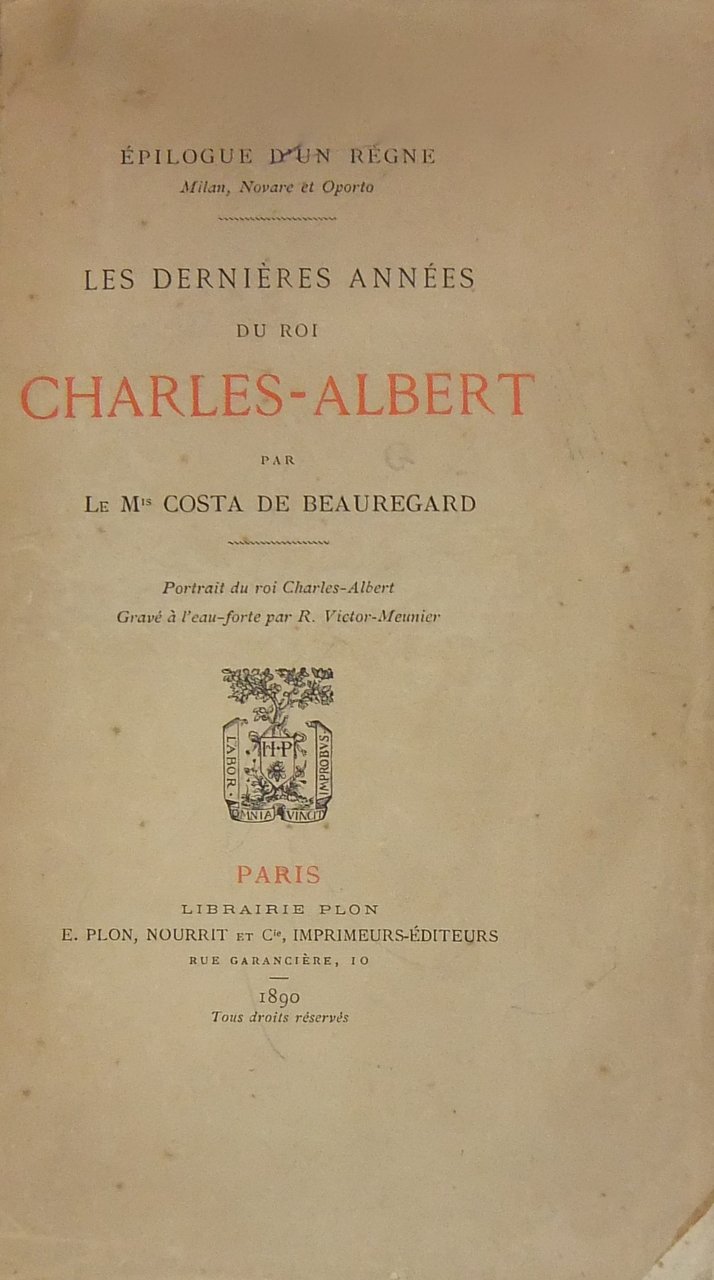 ÉPILOGUE D'UN RÈGNE
Milan, Novare et Oporto
LES DERNIÈRES ANNÉES
DU ROI
CHARLES-ALBERT
PAR
LE Mis COSTA DE BEAUREGARD
Portrait du roi Charles-Albert
Gravé à l'eau-forte par R. Victor-Meunier
H·P
LABOR·
OMNIA VINCIT
IMPROBVS·
PARIS
LIBRAIRIE PLON
E. PLON, NOURRIT ET Cie, IMPRIMEURS-ÉDITEURS
RUE GARANCIÈRE, 10
1890
Tous droits réservés